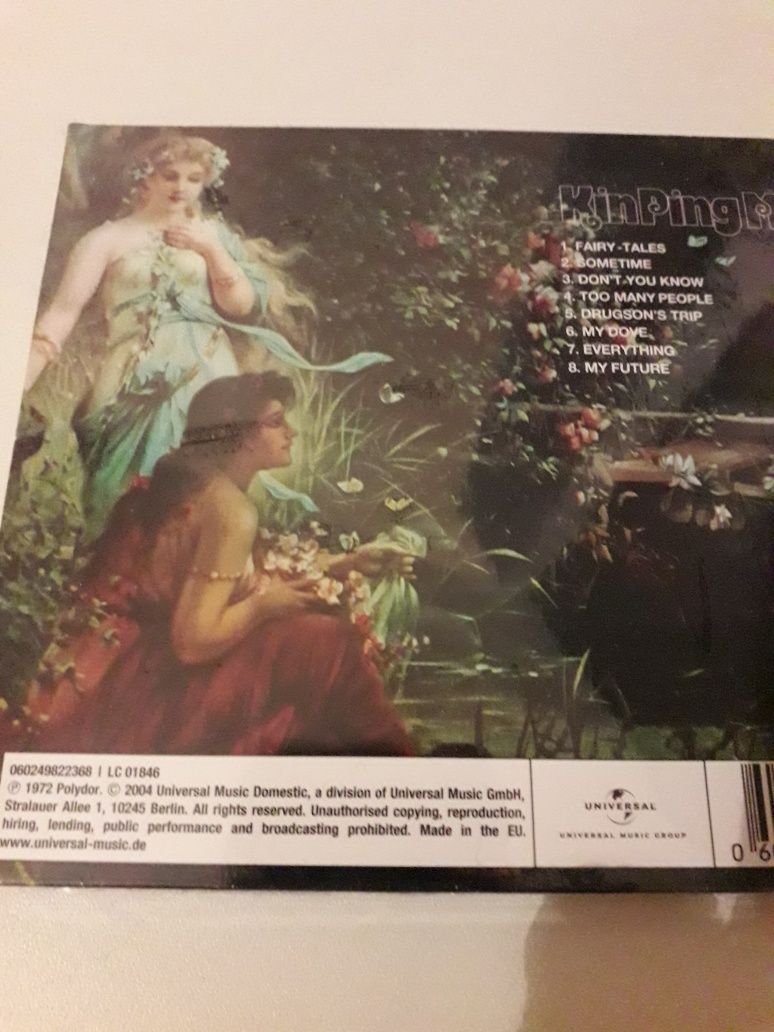 KinPingM
1. FAIRY-TALES
2. SOMETIME
3. DON'T YOU KNOW
4. TOO MANY PEOPLE
5. DRUGSON'S TRIP
6. MY DOVE
7. EVERYTHING
8. MY FUTURE
060249822368 | LC 01846
℗ 1972 Polydor. © 2004 Universal Music Domestic, a division of Universal Music GmbH,
Stralauer Allee 1, 10245 Berlin. All rights reserved. Unauthorised copying, reproduction,
hiring, lending, public performance and broadcasting prohibited. Made in the EU.
www.universal-music.de
UNIVERSAL
UNIVERSAL MUSIC GROUP
0 6